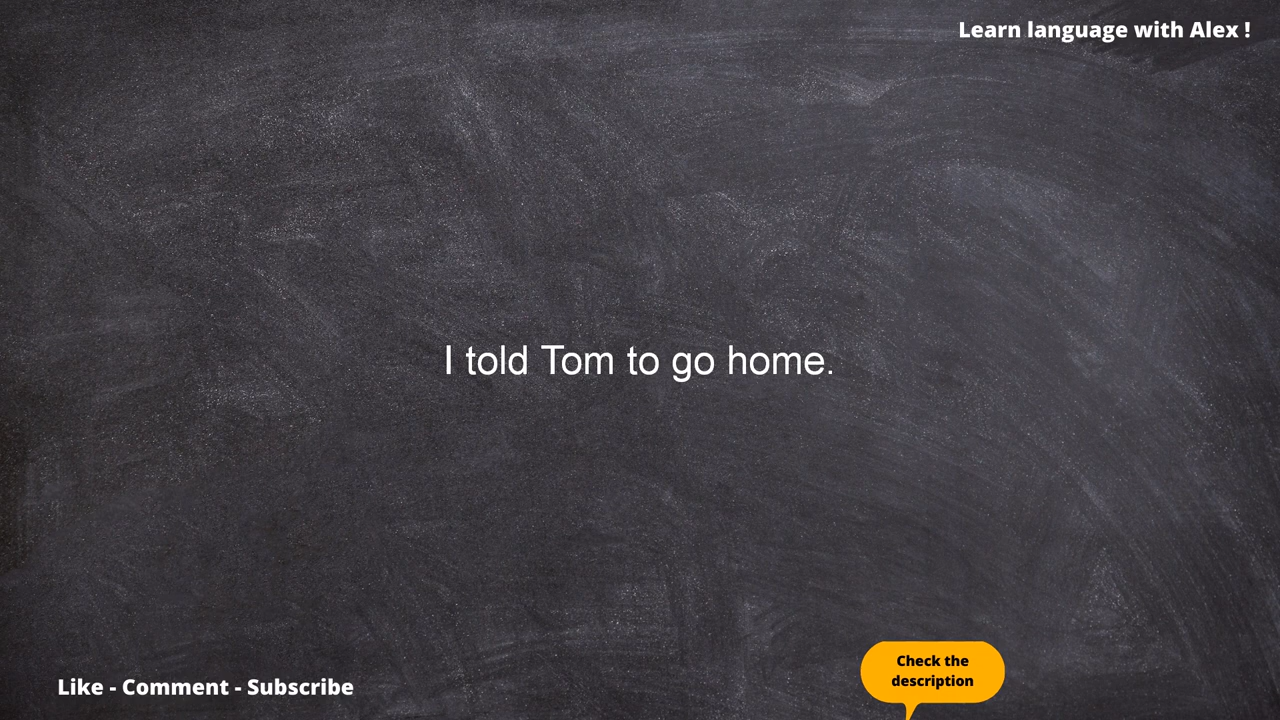 Learn language with Alex !
I told Tom to go home.
Like - Comment - Subscribe
Check the
description